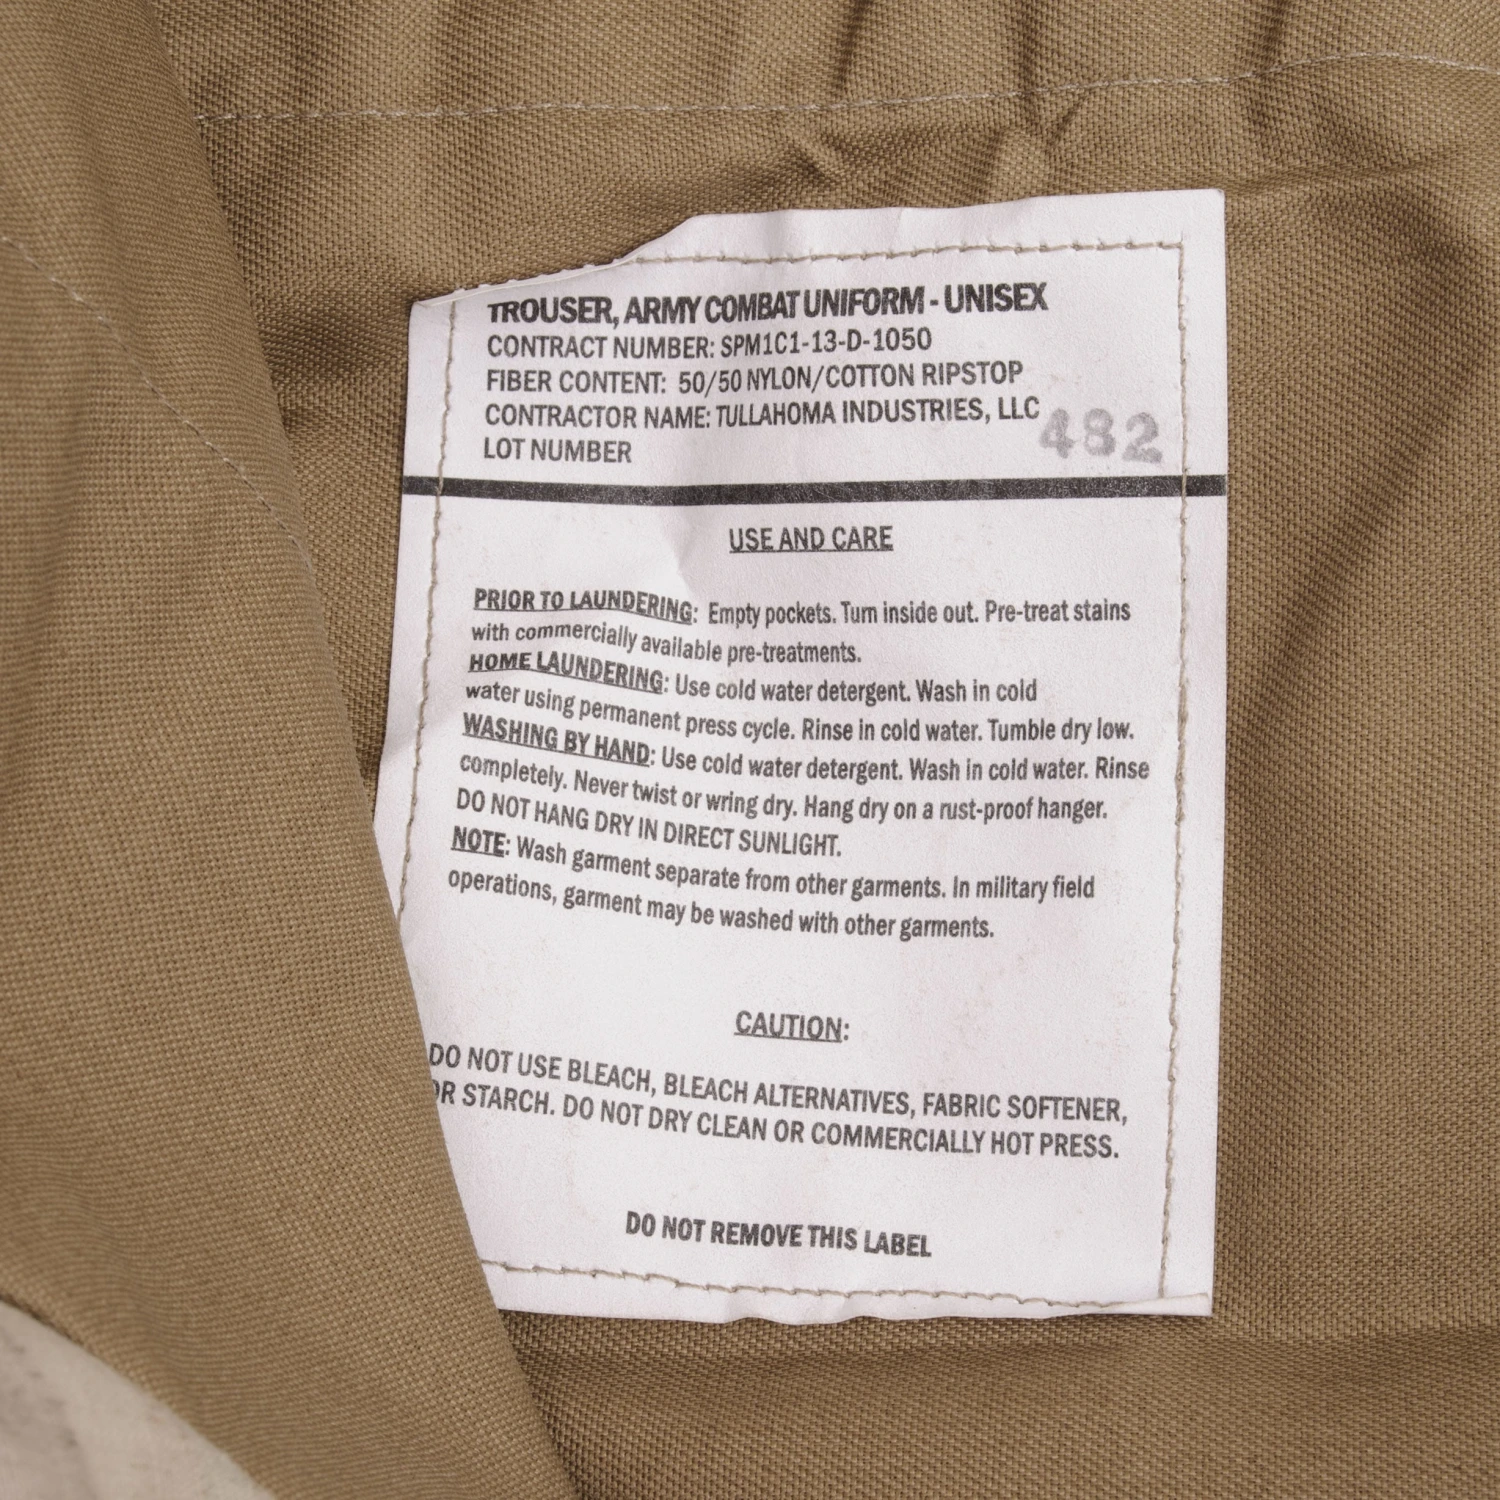 TROUSER, ARMY COMBAT UNIFORM - UNISEX
CONTRACT NUMBER: SPM1C1-13-D-1050
FIBER CONTENT: 50/50 NYLON/COTTON RIPSTOP
CONTRACTOR NAME: TULLAHOMA INDUSTRIES, LLC
LOT NUMBER 482
USE AND CARE
PRIOR TO LAUNDERING: Empty pockets. Turn inside out. Pre-treat stains
with commercially available pre-treatments.
HOME LAUNDERING: Use cold water detergent. Wash in cold
water using permanent press cycle. Rinse in cold water. Tumble dry low.
WASHING BY HAND: Use cold water detergent. Wash in cold water. Rinse
completely. Never twist or wring dry. Hang dry on a rust-proof hanger.
DO NOT HANG DRY IN DIRECT SUNLIGHT.
NOTE: Wash garment separate from other garments. In military field
operations, garment may be washed with other garments.
CAUTION:
DO NOT USE BLEACH, BLEACH ALTERNATIVES, FABRIC SOFTENER,
OR STARCH. DO NOT DRY CLEAN OR COMMERCIALLY HOT PRESS.
DO NOT REMOVE THIS LABEL